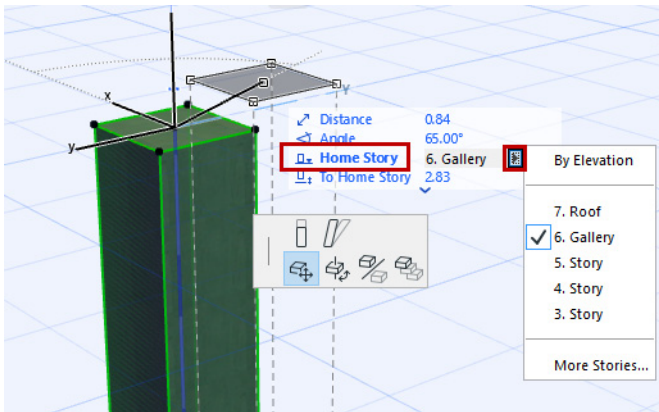 x
y
Y
Distance 0.84
Angle 65.00°
Home Story 6. Gallery
To Home Story 2.83
By Elevation
7. Roof
6. Gallery
5. Story
4. Story
3. Story
More Stories...